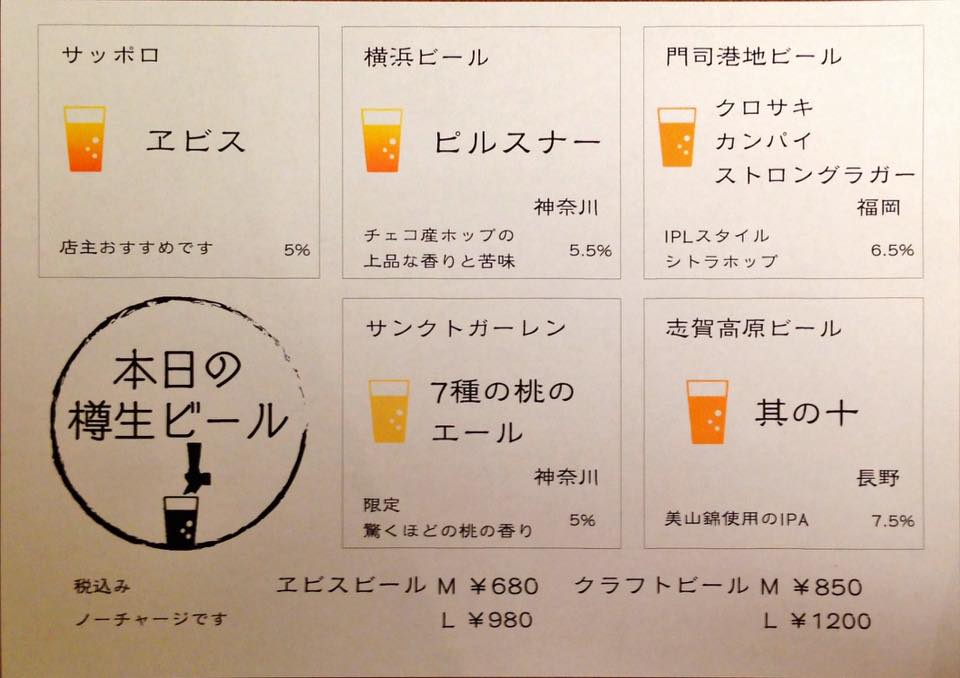 サッポロ
ヱビス
店主おすすめです
5%
横浜ビール
ピルスナー
神奈川
チェコ産ホップの
上品な香りと苦味
5.5%
門司港地ビール
クロサキ
カンパイ
ストロングラガー
福岡
IPLスタイル
シトラホップ
6.5%
本日の
樽生ビール
サンクトガーレン
7種の桃の
エール
神奈川
限定
驚くほどの桃の香り
5%
志賀高原ビール
其の十
長野
美山錦使用のIPA
7.5%
税込み
ノーチャージです
ヱビスビール M ¥680
L ¥980
クラフトビール M ¥850
L ¥1200